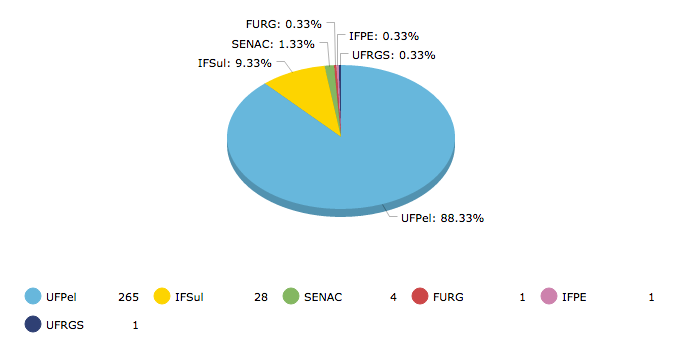 FURG: 0.33%
IFPE: 0.33%
SENAC: 1.33%
UFRGS: 0.33%
IFSul: 9.33%
UFPel: 88.33%
UFPel 265 IFSul 28 SENAC 4 FURG 1 IFPE 1
UFRGS 1